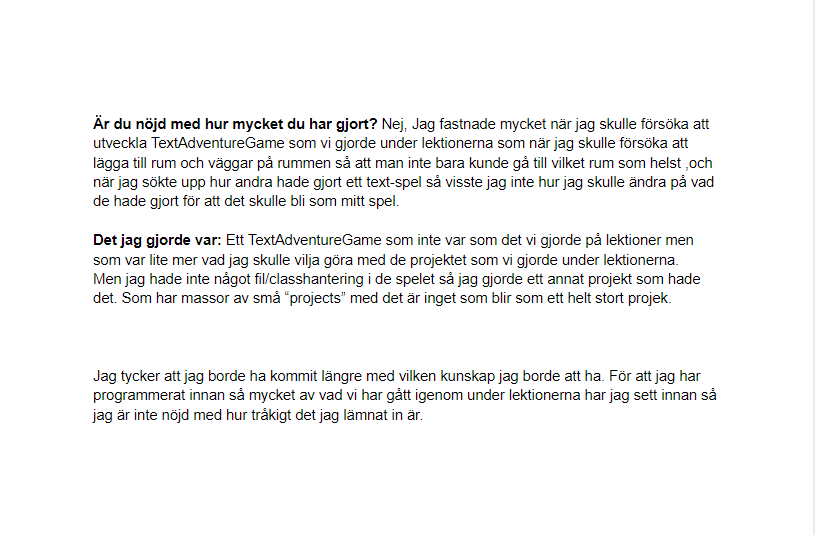 Är du nöjd med hur mycket du har gjort? Nej, Jag fastnade mycket när jag skulle försöka att
utveckla TextAdventureGame som vi gjorde under lektionerna som när jag skulle försöka att
lägga till rum och väggar på rummen så att man inte bara kunde gå till vilket rum som helst ,och
när jag sökte upp hur andra hade gjort ett text-spel så visste jag inte hur jag skulle ändra på vad
de hade gjort för att det skulle bli som mitt spel.
Det jag gjorde var: Ett TextAdventureGame som inte var som det vi gjorde på lektioner men
som var lite mer vad jag skulle vilja göra med de projektet som vi gjorde under lektionerna.
Men jag hade inte något fil/classhantering i de spelet så jag gjorde ett annat projekt som hade
det. Som har massor av små “projects” med det är inget som blir som ett helt stort projek.
Jag tycker att jag borde ha kommit längre med vilken kunskap jag borde att ha. För att jag har
programmerat innan så mycket av vad vi har gått igenom under lektionerna har jag sett innan så
jag är inte nöjd med hur tråkigt det jag lämnat in är.